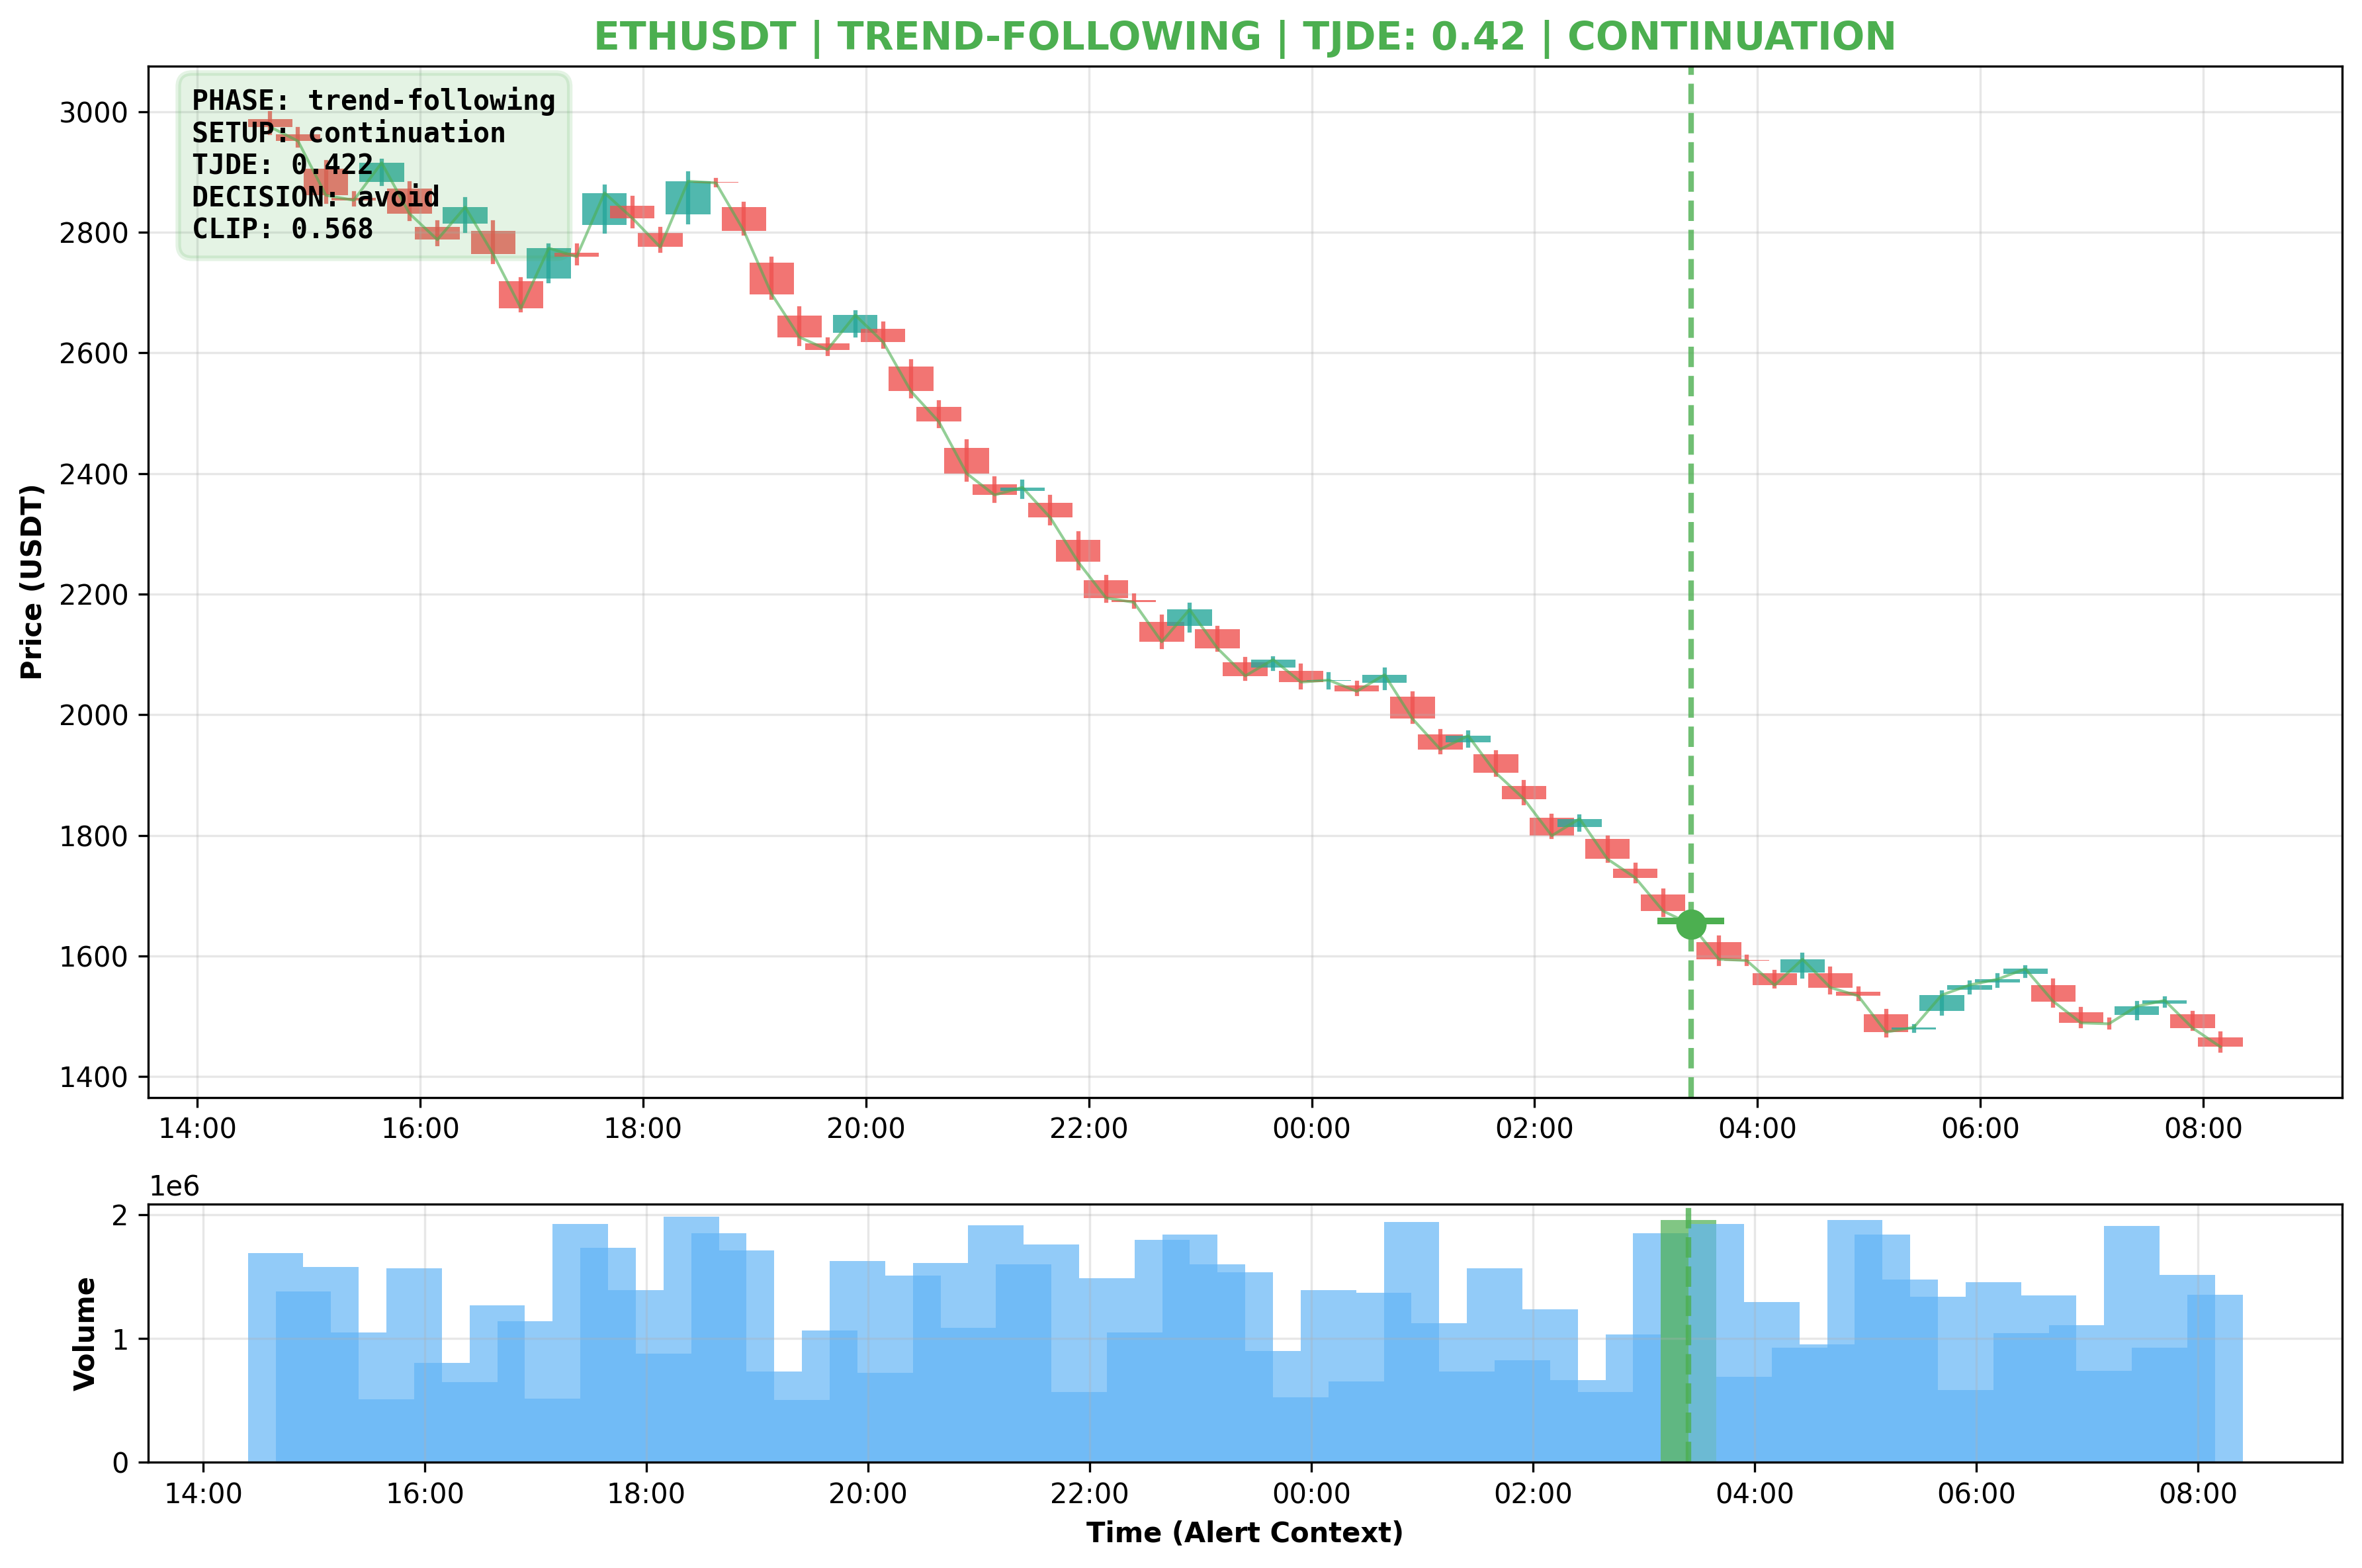 ETHUSDT | TREND-FOLLOWING | TJDE: 0.42 | CONTINUATION
PHASE: trend-following
SETUP: continuation
TJDE: 0.422
DECISION: avoid
CLIP: 0.568
Price (USDT)
3000
2800
2600
2400
2200
2000
1800
1600
1400
14:00 16:00 18:00 20:00 22:00 00:00 02:00 04:00 06:00 08:00
1e6
Volume
2
1
0
14:00 16:00 18:00 20:00 22:00 00:00 02:00 04:00 06:00 08:00
Time (Alert Context)